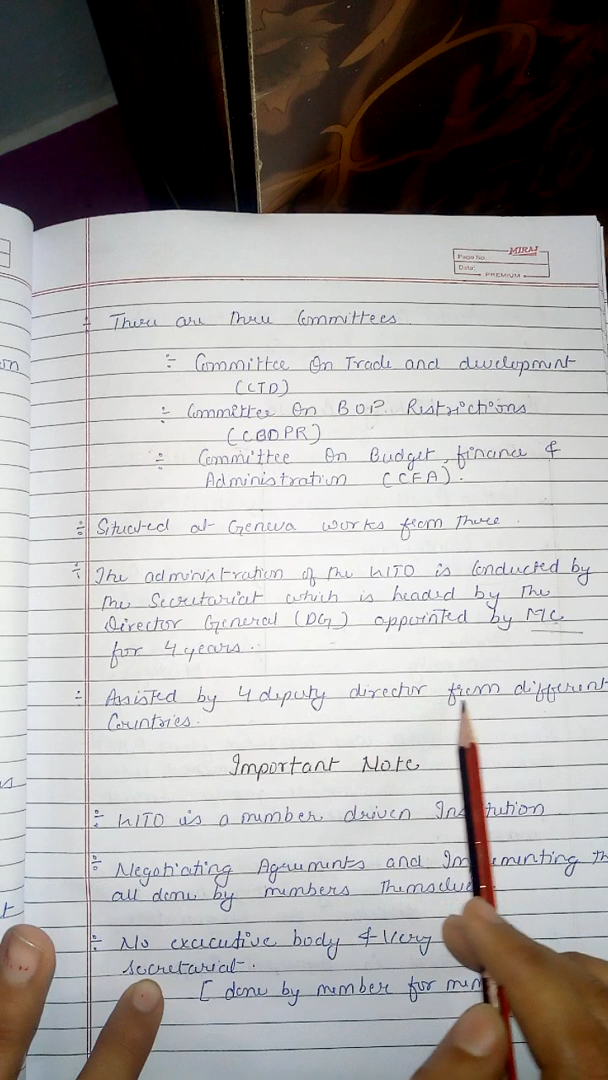 MIRAJ
Page No.
Date:
PREMIUM
÷ There are three Committees
÷ Committee On Trade and development
(CTD)
÷ Committee On B.O.P. Restrictions
(CBOPR)
÷ Committee On Budget, finance &
Administration (CFA).
÷ Situated at Geneva works from there.
÷ The administration of the WTO is Conducted by
the Secretariat which is headed by the
Director General (DG) appointed by MC
for 4 years.
÷ Assisted by 4 deputy director from different
Countries.
Important Note
÷ WTO is a member driven Institution
÷ Negotiating Agreements and Implementing
all done by members
÷ No executive body & very
secretariat.
[ done by member for